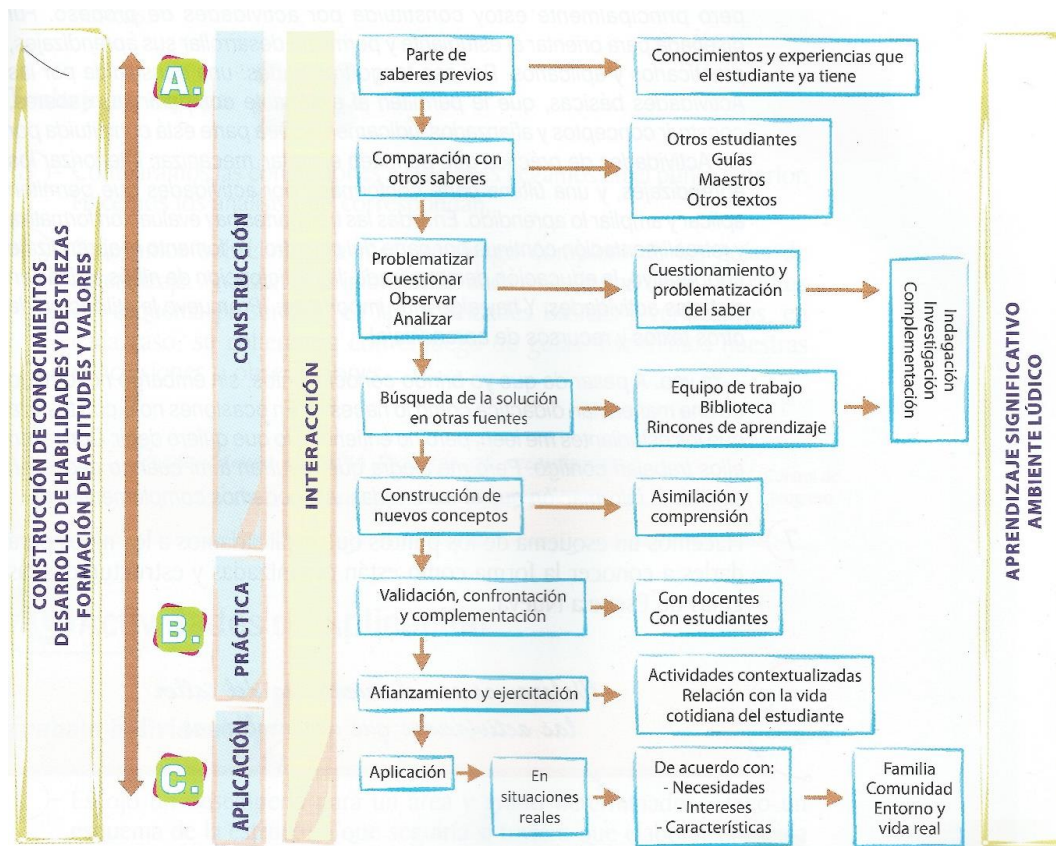 CONSTRUCCIÓN DE CONOCIMIENTOS
DESARROLLO DE HABILIDADES Y DESTREZAS
FORMACIÓN DE ACTITUDES Y VALORES
A.
B.
C.
CONSTRUCCIÓN
PRÁCTICA
APLICACIÓN
INTERACCIÓN
Parte de
saberes previos
Conocimientos y experiencias que
el estudiante ya tiene
Comparación con
otros saberes
Otros estudiantes
Guías
Maestros
Otros textos
Problematizar
Cuestionar
Observar
Analizar
Cuestionamiento y
problematización
del saber
Indagación
Investigación
Complementación
Búsqueda de la solución
en otras fuentes
Equipo de trabajo
Biblioteca
Rincones de aprendizaje
Construcción de
nuevos conceptos
Asimilación y
comprensión
Validación, confrontación
y complementación
Con docentes
Con estudiantes
Afianzamiento y ejercitación
Actividades contextualizadas
Relación con la vida
cotidiana del estudiante
Aplicación
En
situaciones
reales
De acuerdo con:
- Necesidades
- Intereses
- Características
Familia
Comunidad
Entorno y
vida real
APRENDIZAJE SIGNIFICATIVO
AMBIENTE LÚDICO